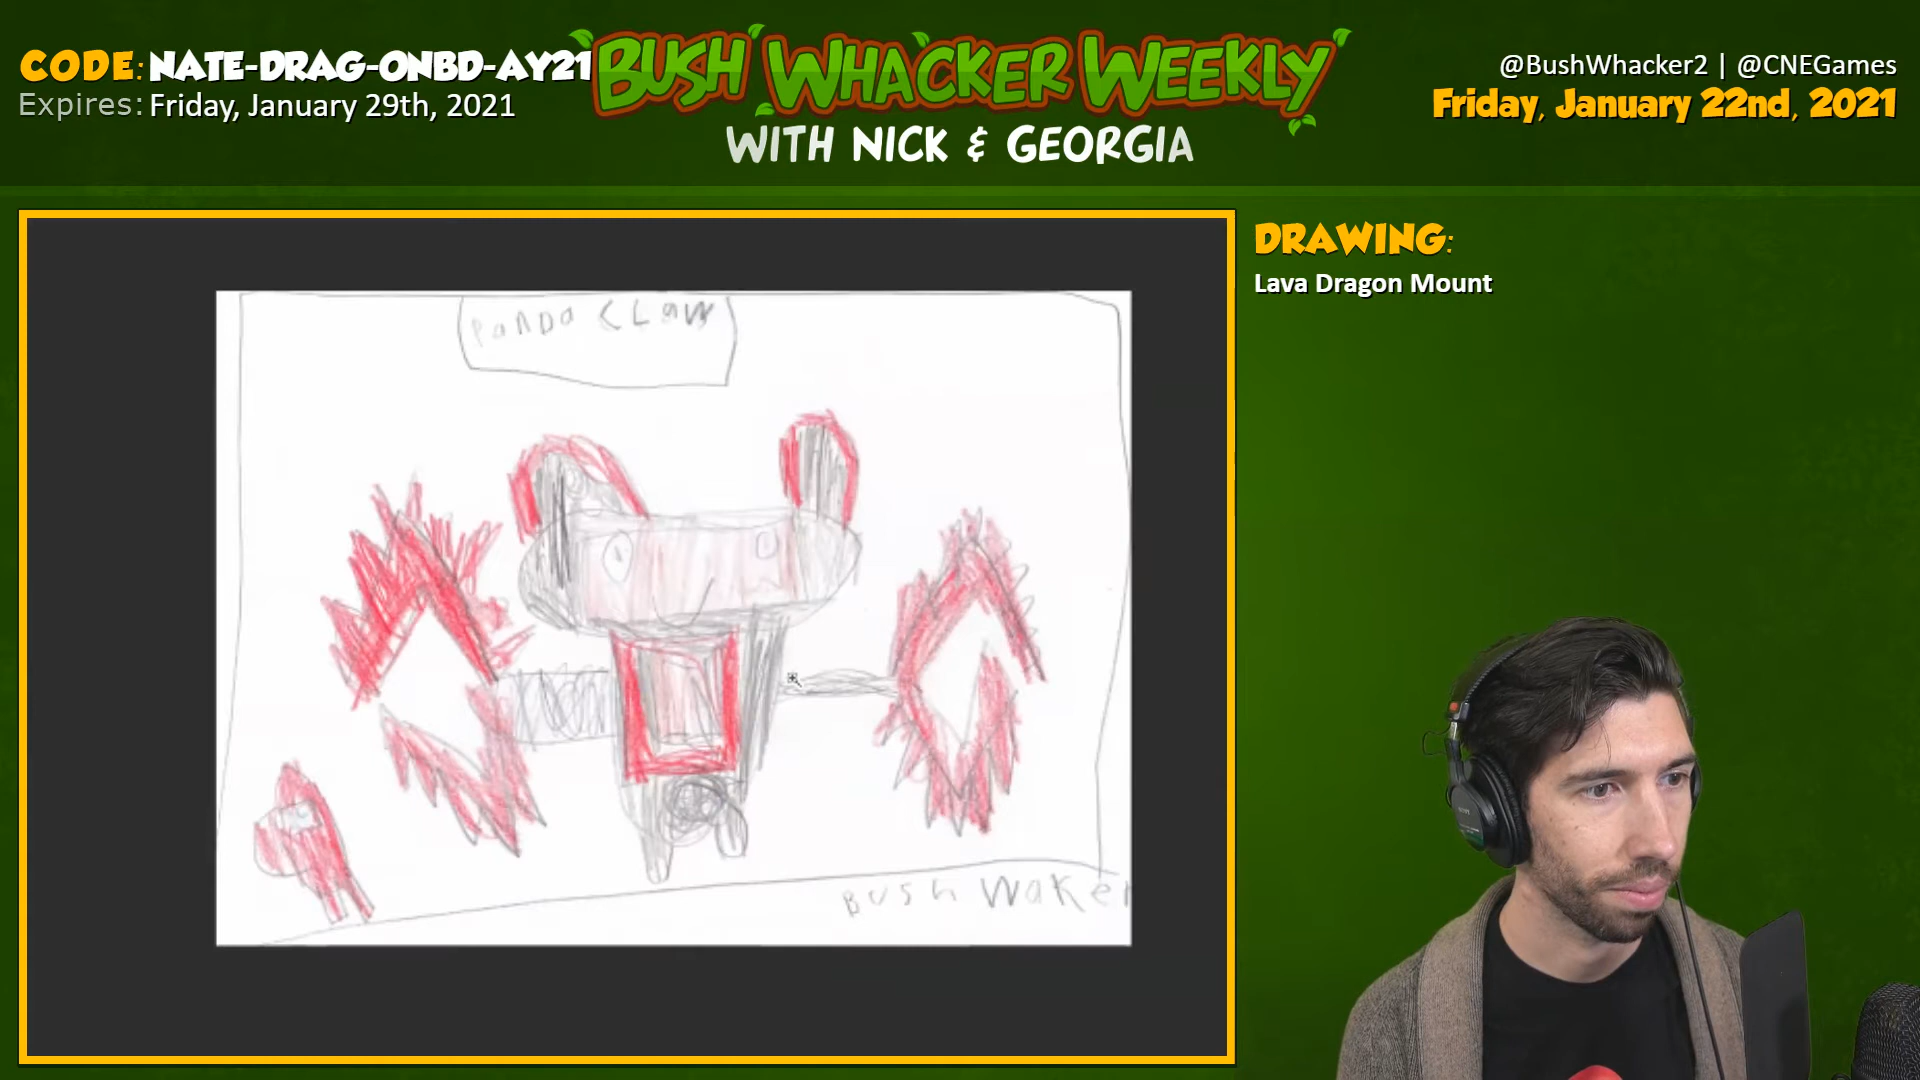 CODE: NATE-DRAG-ONBD-AY21
Expires: Friday, January 29th, 2021
BUSH WHACKER WEEKLY
WITH NICK & GEORGIA
@BushWhacker2 | @CNEGames
Friday, January 22nd, 2021
DRAWING:
Lava Dragon Mount
PANDA CLAW
BUSh WaKer